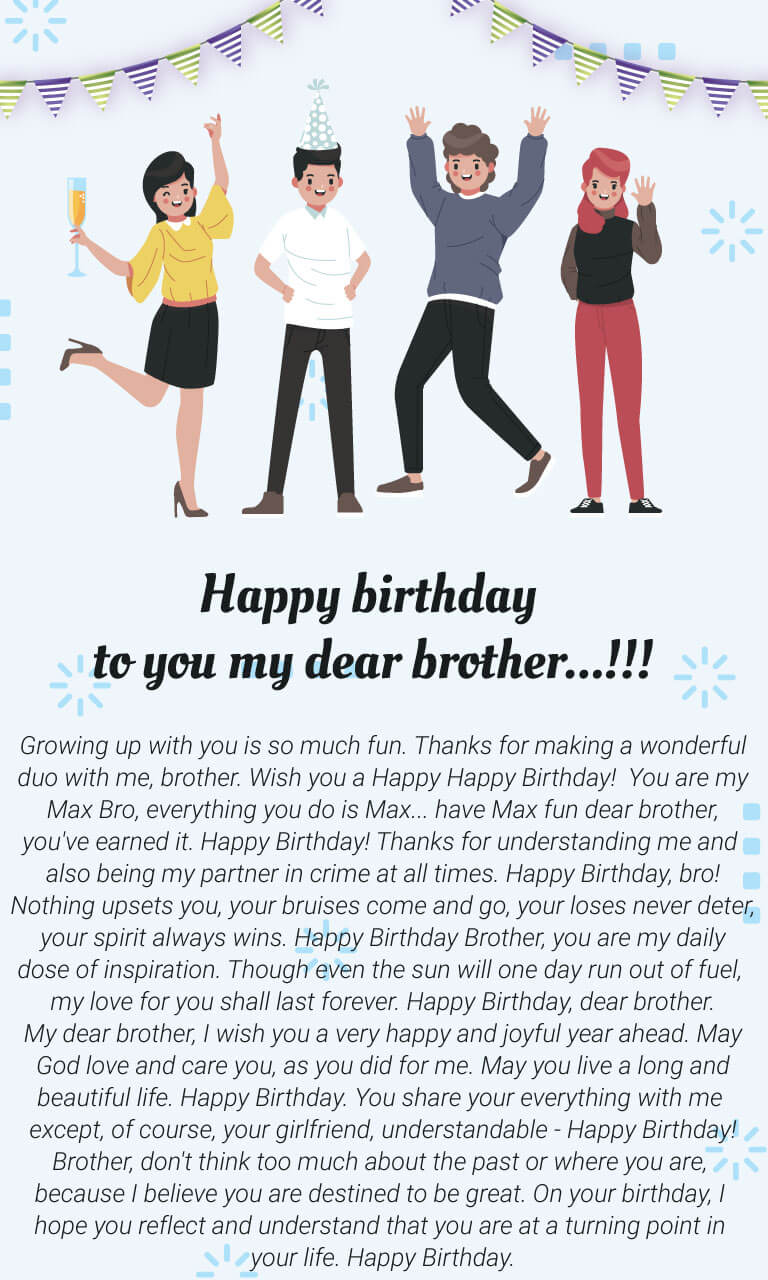 Happy birthday
to you my dear brother...!!!
Growing up with you is so much fun. Thanks for making a wonderful
duo with me, brother. Wish you a Happy Happy Birthday!  You are my
Max Bro, everything you do is Max... have Max fun dear brother,
you've earned it. Happy Birthday! Thanks for understanding me and
also being my partner in crime at all times. Happy Birthday, bro!
Nothing upsets you, your bruises come and go, your loses never deter,
your spirit always wins. Happy Birthday Brother, you are my daily
dose of inspiration. Though even the sun will one day run out of fuel,
my love for you shall last forever. Happy Birthday, dear brother.
My dear brother, I wish you a very happy and joyful year ahead. May
God love and care you, as you did for me. May you live a long and
beautiful life. Happy Birthday. You share your everything with me
except, of course, your girlfriend, understandable - Happy Birthday!
Brother, don't think too much about the past or where you are,
because I believe you are destined to be great. On your birthday, I
hope you reflect and understand that you are at a turning point in
your life. Happy Birthday.